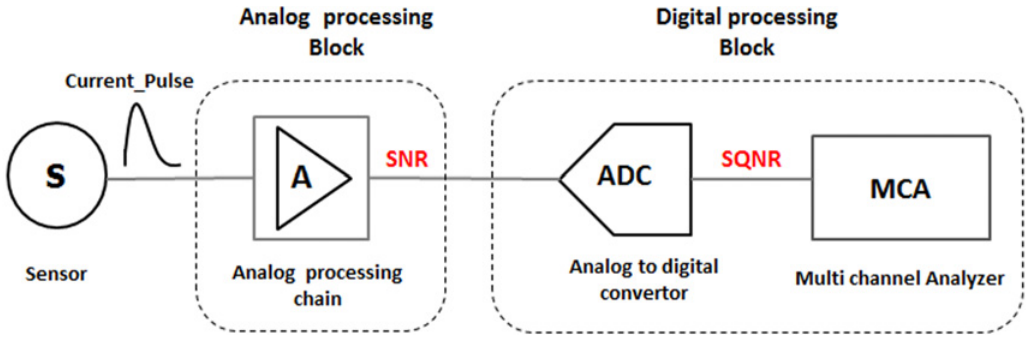 Analog processing
Block
Digital processing
Block
Current_Pulse
S
A
SNR
ADC
SQNR
MCA
Sensor
Analog processing
chain
Analog to digital
convertor
Multi channel Analyzer